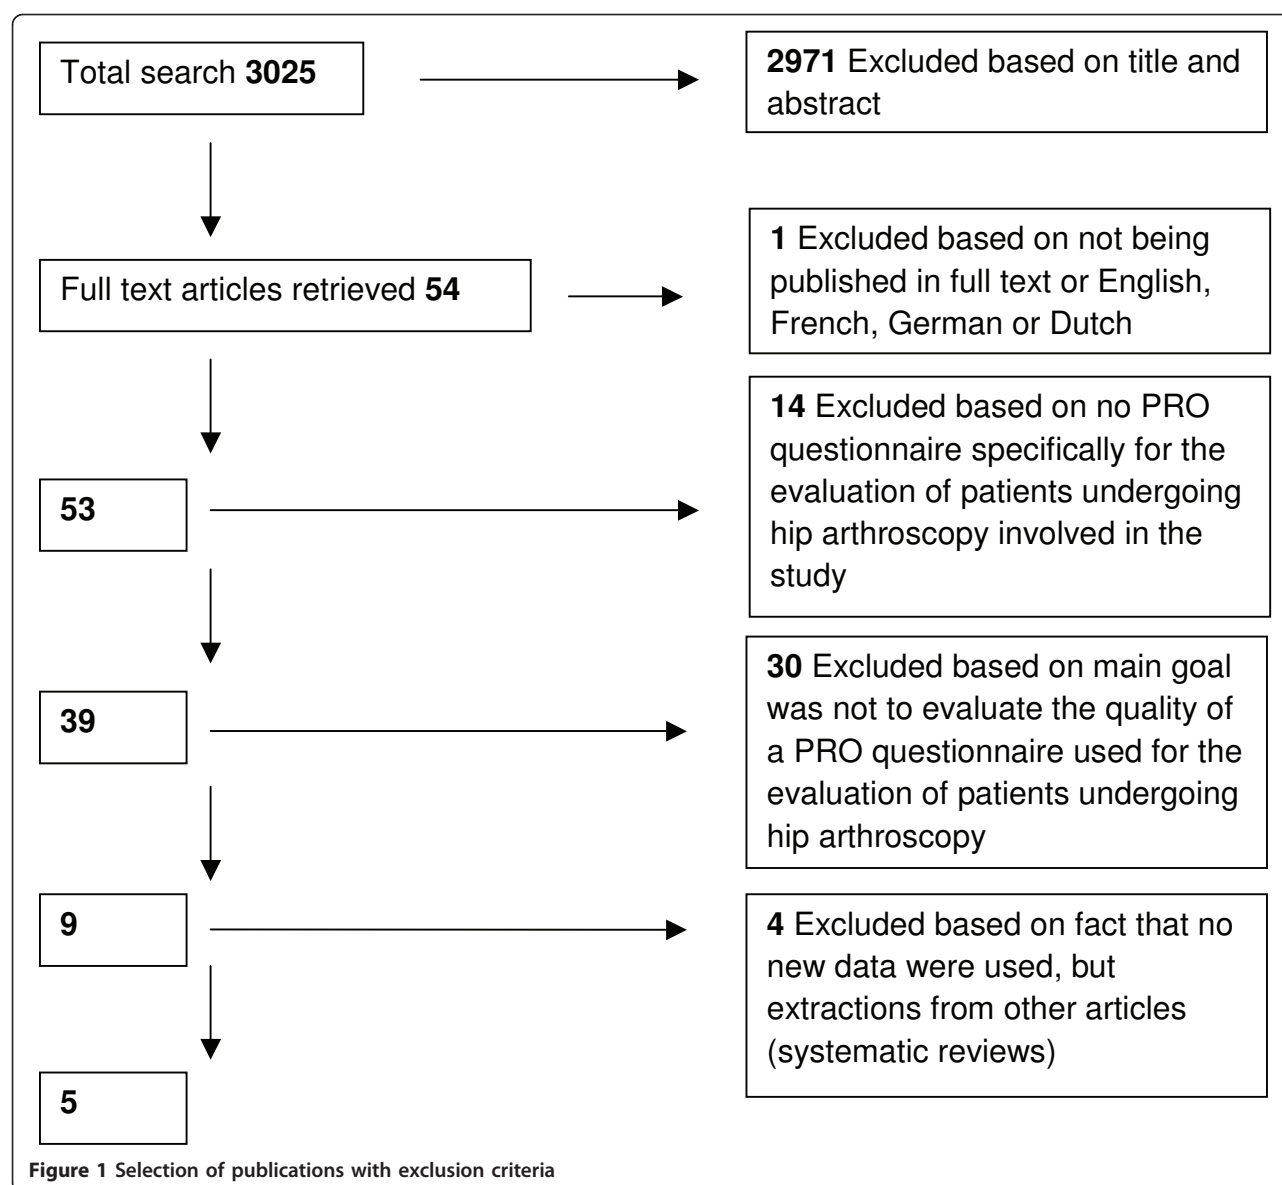 Total search 3025
2971 Excluded based on title and
abstract
Full text articles retrieved 54
1 Excluded based on not being
published in full text or English,
French, German or Dutch
53
14 Excluded based on no PRO
questionnaire specifically for the
evaluation of patients undergoing
hip arthroscopy involved in the
study
39
30 Excluded based on main goal
was not to evaluate the quality of
a PRO questionnaire used for the
evaluation of patients undergoing
hip arthroscopy
9
4 Excluded based on fact that no
new data were used, but
extractions from other articles
(systematic reviews)
5
Figure 1 Selection of publications with exclusion criteria